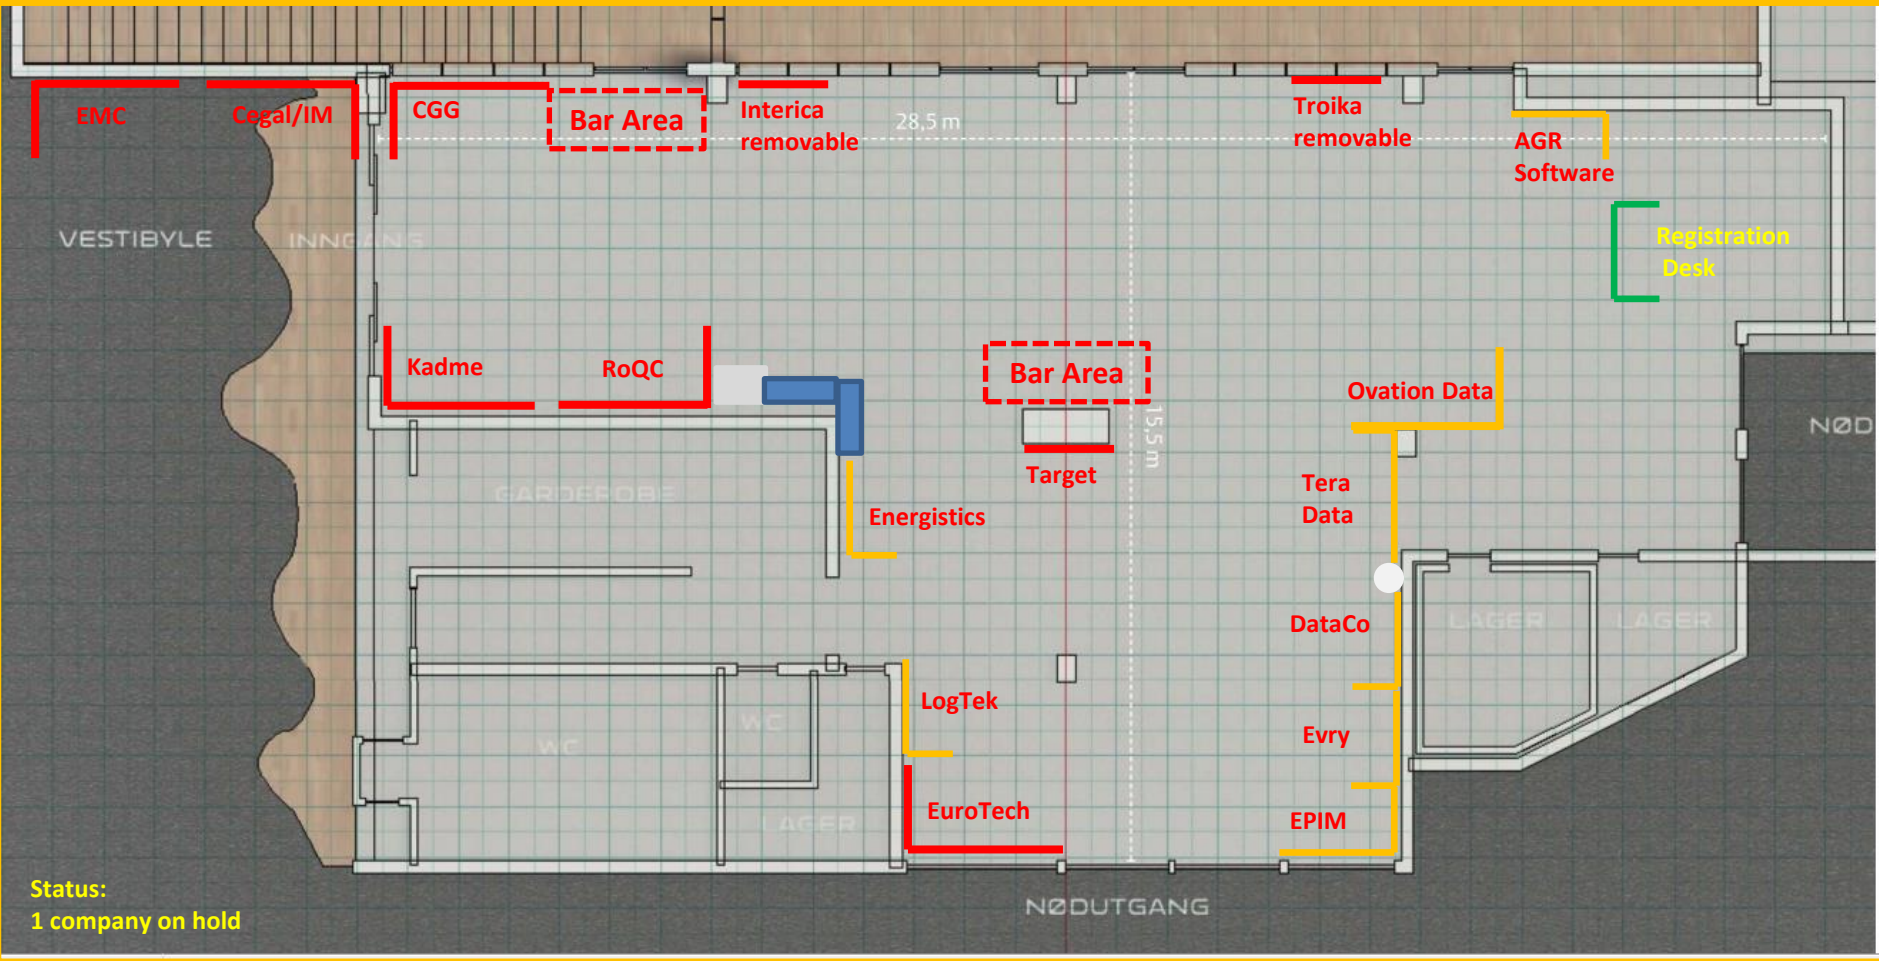 EMC
Cegal/IM
CGG
Bar Area
Interica
removable
28,5 m
Troika
removable
AGR
Software
VESTIBYLE
INNGANG
Registration
Desk
Kadme
RoQC
Bar Area
Ovation Data
NØD
15,5 m
Target
GARDEROBE
Tera
Data
Energistics
DataCo
LAGER
LAGER
LogTek
WC
WC
Evry
EuroTech
LAGER
EPIM
Status:
1 company on hold
NØDUTGANG